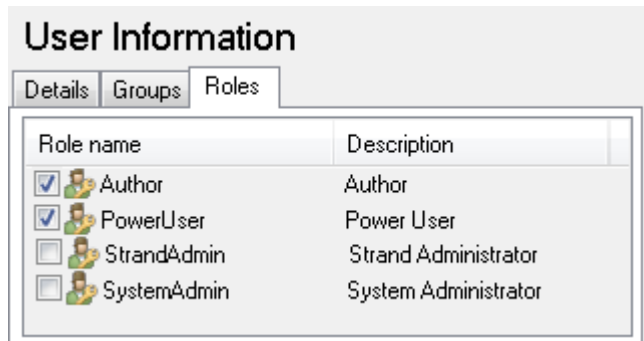 User Information
Details Groups Roles
Role name Description
Author Author
PowerUser Power User
StrandAdmin Strand Administrator
SystemAdmin System Administrator